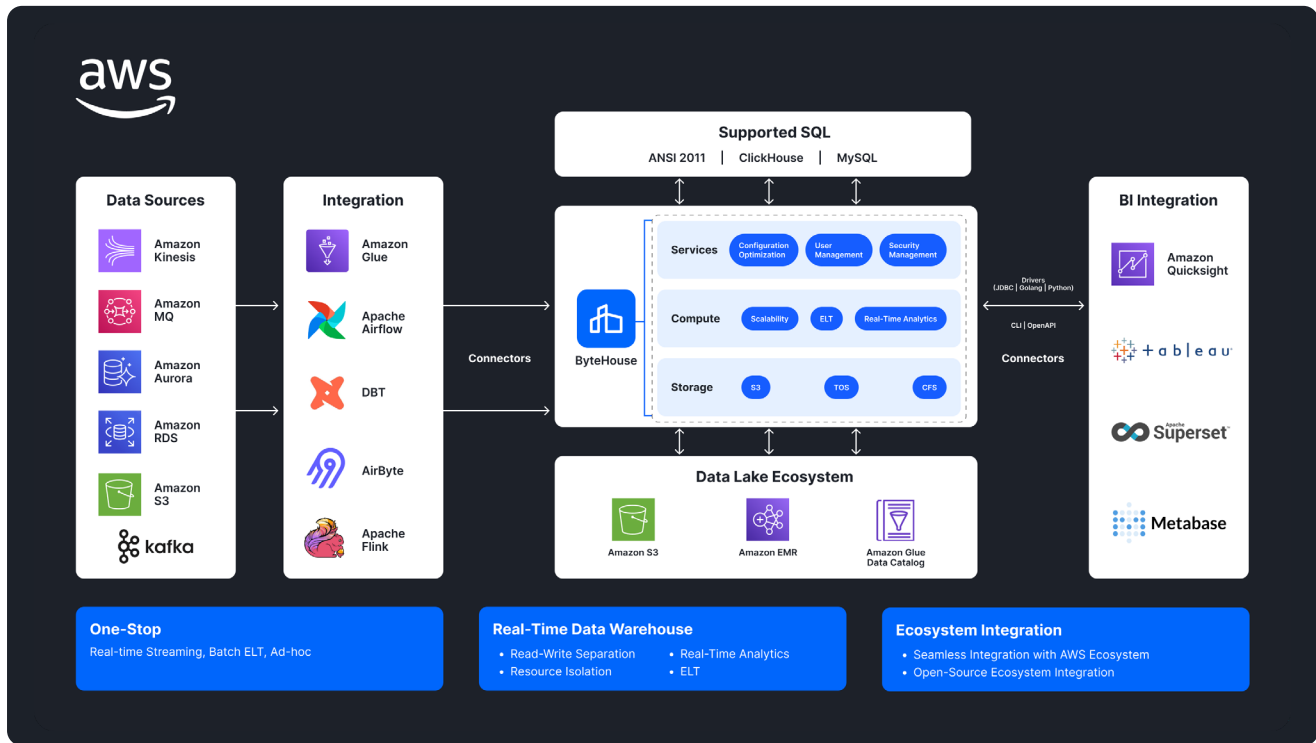 aws
Supported SQL
ANSI 2011 | ClickHouse | MySQL
Data Sources
Amazon
Kinesis
Amazon
MQ
Amazon
Aurora
Amazon
RDS
Amazon
S3
kafka
Integration
Amazon
Glue
Apache
Airflow
DBT
AirByte
Apache
Flink
Connectors
ByteHouse
Services
Configuration
Optimization
User
Management
Security
Management
Compute
Scalability
ELT
Real-Time Analytics
Storage
S3
TOS
CFS
Data Lake Ecosystem
Amazon S3
Amazon EMR
Amazon Glue
Data Catalog
Drivers
(JDBC | Golang | Python)
CLI | OpenAPI
Connectors
BI Integration
Amazon
Quicksight
+ableau
Apache
Superset™
Metabase
One-Stop
Real-time Streaming, Batch ELT, Ad-hoc
Real-Time Data Warehouse
• Read-Write Separation
• Resource Isolation
• Real-Time Analytics
• ELT
Ecosystem Integration
• Seamless Integration with AWS Ecosystem
• Open-Source Ecosystem Integration